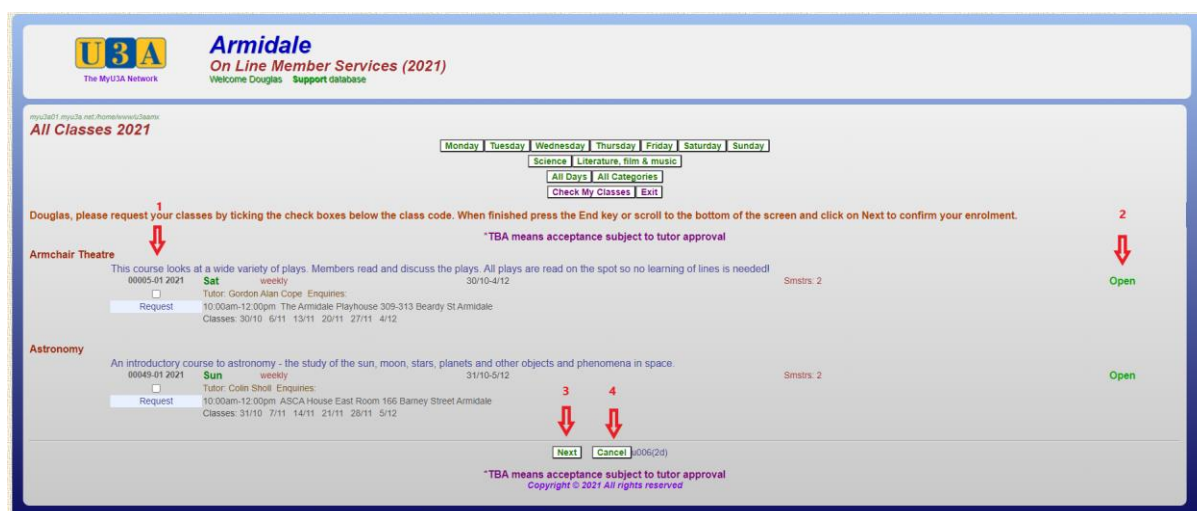 U3A
The MyU3A Network
Armidale
On Line Member Services (2021)
Welcome Douglas Support database
myu3a01.myu3a.net:/home/www/u3aamx
All Classes 2021
Monday Tuesday Wednesday Thursday Friday Saturday Sunday
Science Literature, film & music
All Days All Categories
Check My Classes Exit
1
2
Douglas, please request your classes by ticking the check boxes below the class code. When finished press the End key or scroll to the bottom of the screen and click on Next to confirm your enrolment.
*TBA means acceptance subject to tutor approval
Armchair Theatre
This course looks at a wide variety of plays. Members read and discuss the plays. All plays are read on the spot so no learning of lines is needed!
00005-01 2021 Sat weekly 30/10-4/12 Smstrs: 2 Open
Tutor: Gordon Alan Cope Enquiries:
Request 10:00am-12:00pm The Armidale Playhouse 309-313 Beardy St Armidale
Classes: 30/10 6/11 13/11 20/11 27/11 4/12
Astronomy
An introductory course to astronomy - the study of the sun, moon, stars, planets and other objects and phenomena in space.
00049-01 2021 Sun weekly 31/10-5/12 Smstrs: 2 Open
Tutor: Colin Sholl Enquiries:
Request 10:00am-12:00pm ASCA House East Room 166 Barney Street Armidale
Classes: 31/10 7/11 14/11 21/11 28/11 5/12
3 4
Next Cancel u006(2d)
*TBA means acceptance subject to tutor approval
Copyright © 2021 All rights reserved